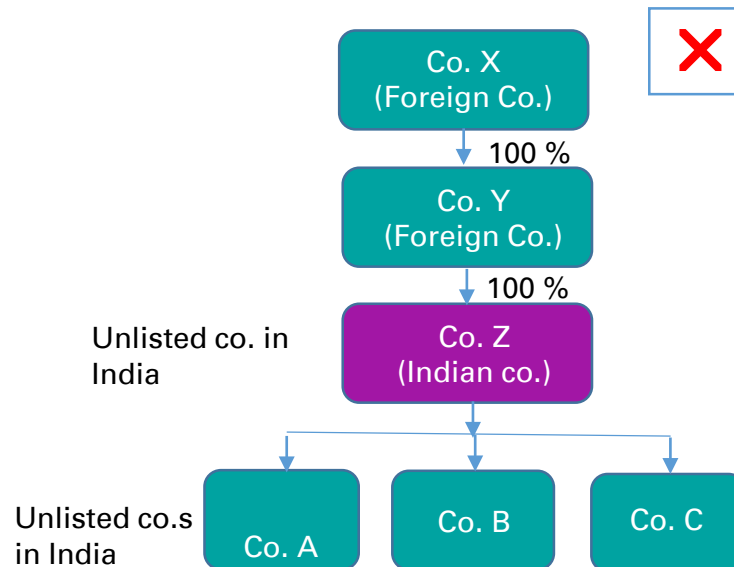 Co. X
(Foreign Co.)
100 %
Co. Y
(Foreign Co.)
100 %
Unlisted co. in
India
Co. Z
(Indian co.)
Unlisted co.s
in India
Co. A
Co. B
Co. C